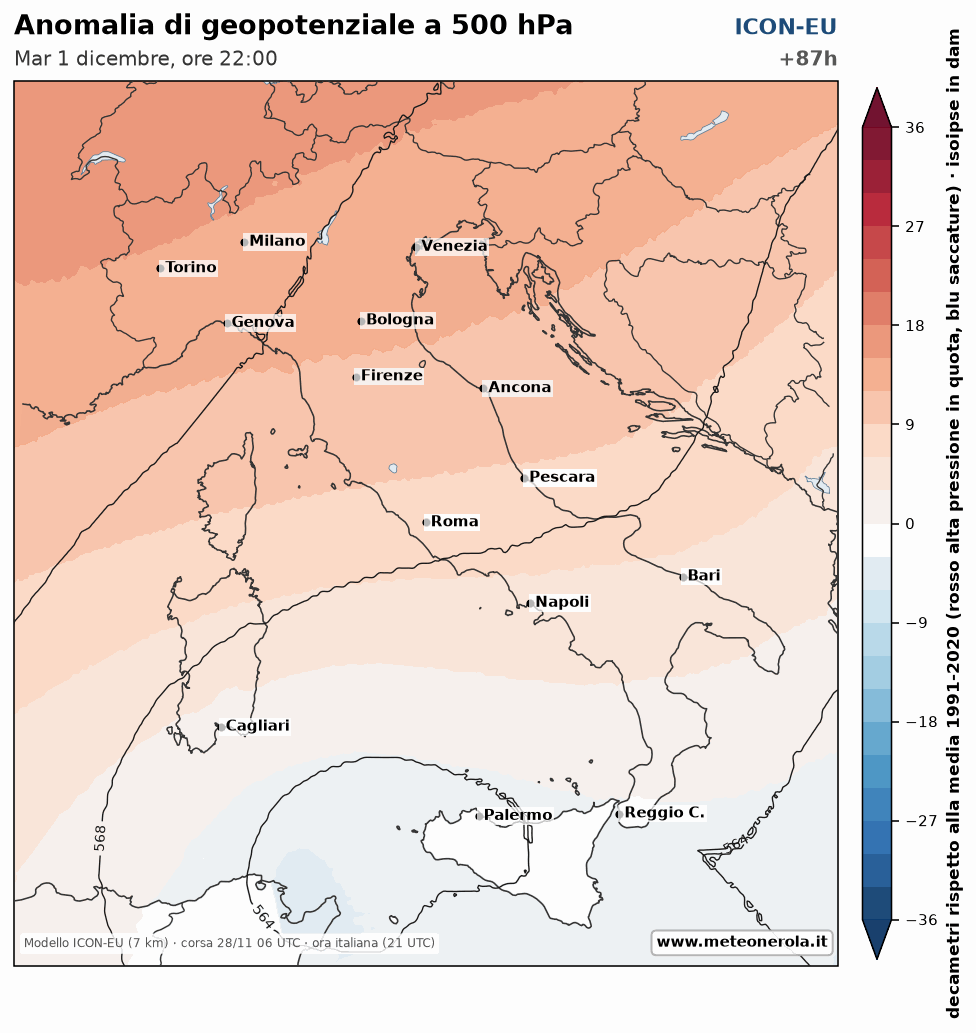 Anomalia di geopotenziale a 500 hPa
ICON-EU
Mar 1 dicembre, ore 22:00
+87h
Milano
Venezia
Torino
Genova
Bologna
Firenze
Ancona
Pescara
Roma
Bari
Napoli
Cagliari
Palermo
Reggio C.
568
564
564
Modello ICON-EU (7 km) · corsa 28/11 06 UTC · ora italiana (21 UTC)
www.meteonerola.it
36
27
18
9
0
−9
−18
−27
−36
decametri rispetto alla media 1991-2020 (rosso alta pressione in quota, blu saccature) · isoipse in dam